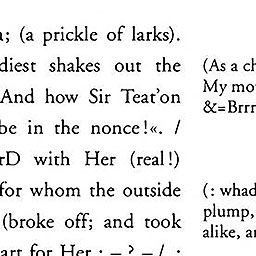 a; (a prickle of larks).
diest shakes out the
And how Sir Teat'on
be in the nonce!«. /
rD with Her (real!)
for whom the outside
(broke off; and took
art for Her : – ? – / :
(As a ch
My mo
&=Brrr
(: whad
plump,
alike, a